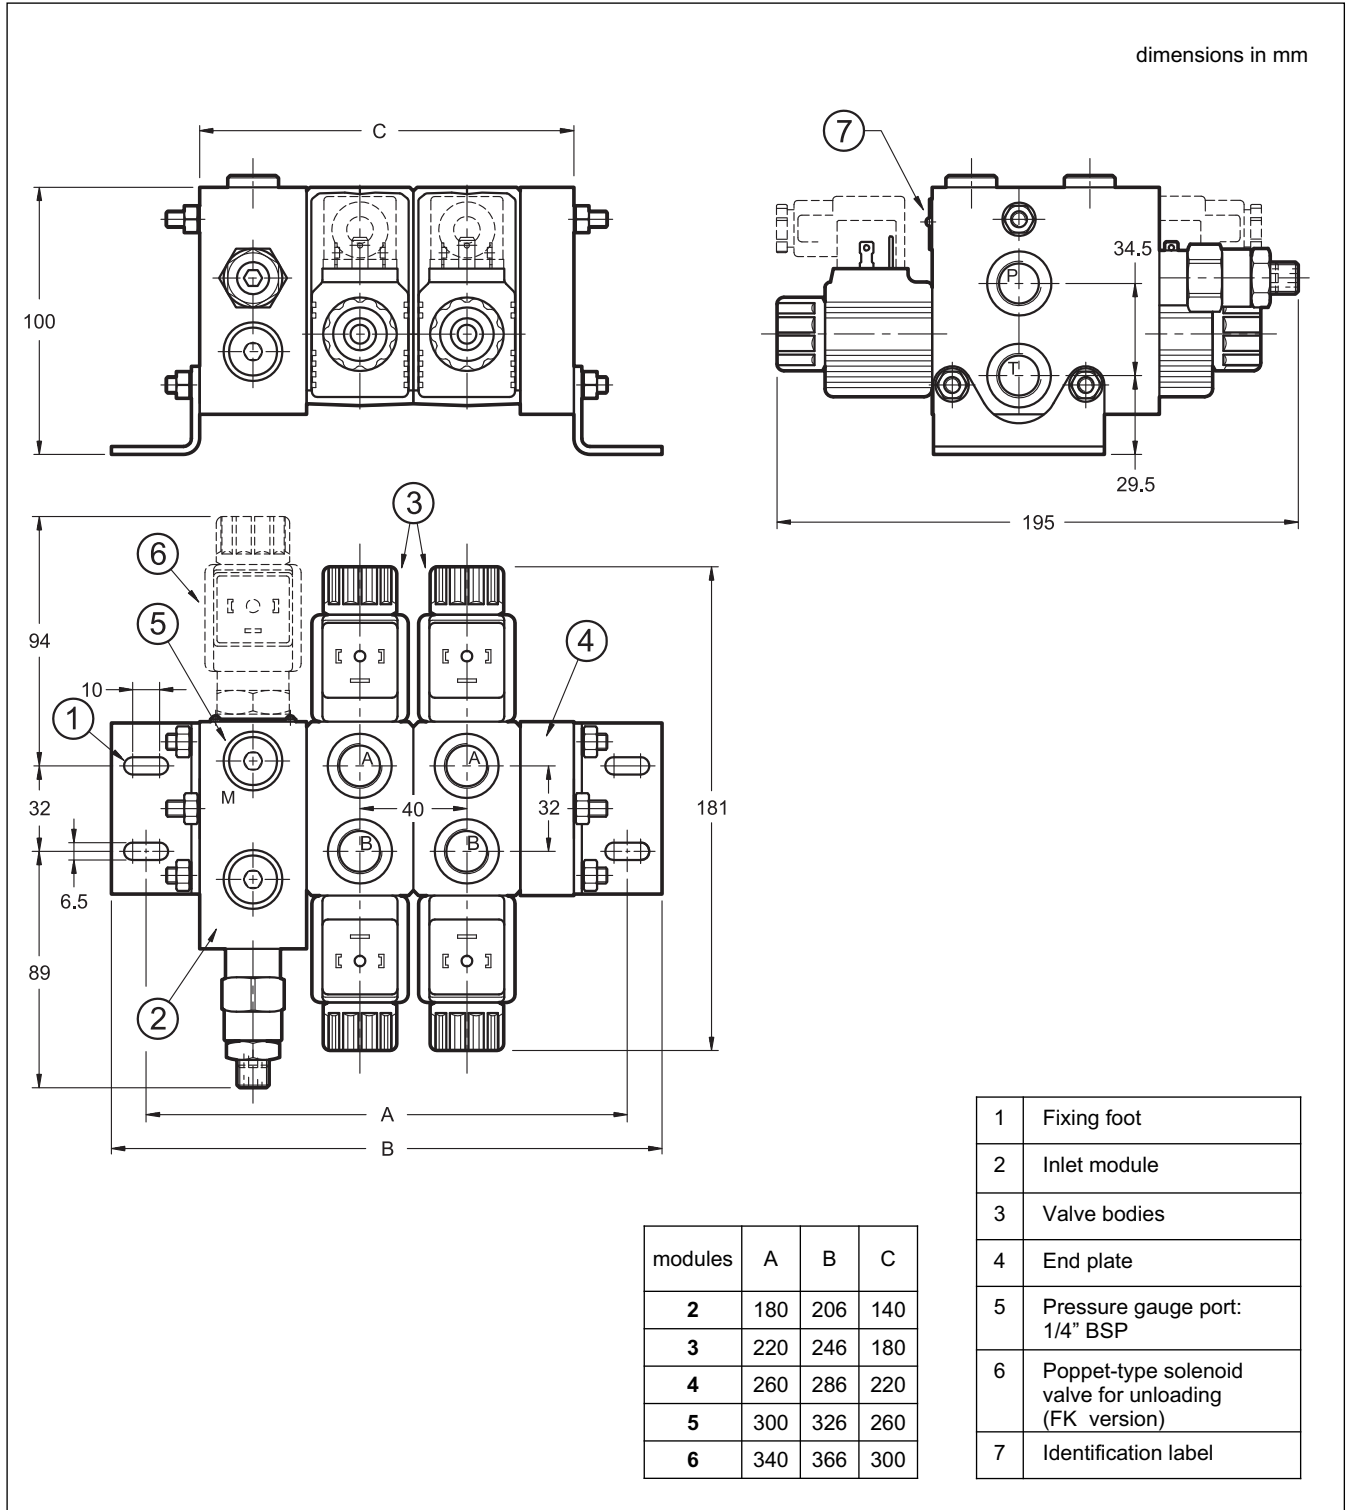 dimensions in mm
C
7
100
34.5
P
T
29.5
195
3
6
5
4
94
10
1
A
A
M
32
40
32
181
B
B
6.5
89
2
A
B
1 Fixing foot
2 Inlet module
3 Valve bodies
4 End plate
5 Pressure gauge port:
1/4” BSP
6 Poppet-type solenoid
valve for unloading
(FK version)
7 Identification label
modules A B C
2 180 206 140
3 220 246 180
4 260 286 220
5 300 326 260
6 340 366 300